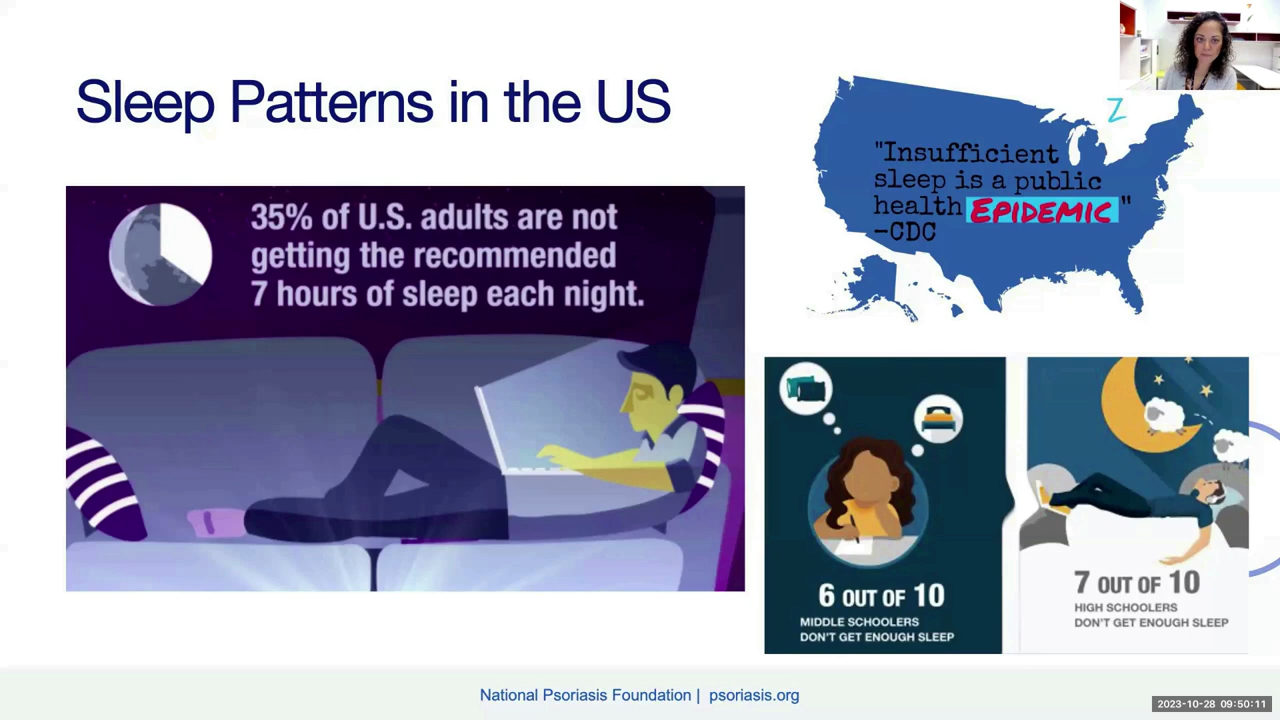 Sleep Patterns in the US
Z
"Insufficient
sleep is a public
health EPIDEMIC"
–CDC
35% of U.S. adults are not
getting the recommended
7 hours of sleep each night.
6 OUT OF 10
MIDDLE SCHOOLERS
DON'T GET ENOUGH SLEEP
7 OUT OF 10
HIGH SCHOOLERS
DON'T GET ENOUGH SLEEP
National Psoriasis Foundation | psoriasis.org
2023-10-28 09:50:11